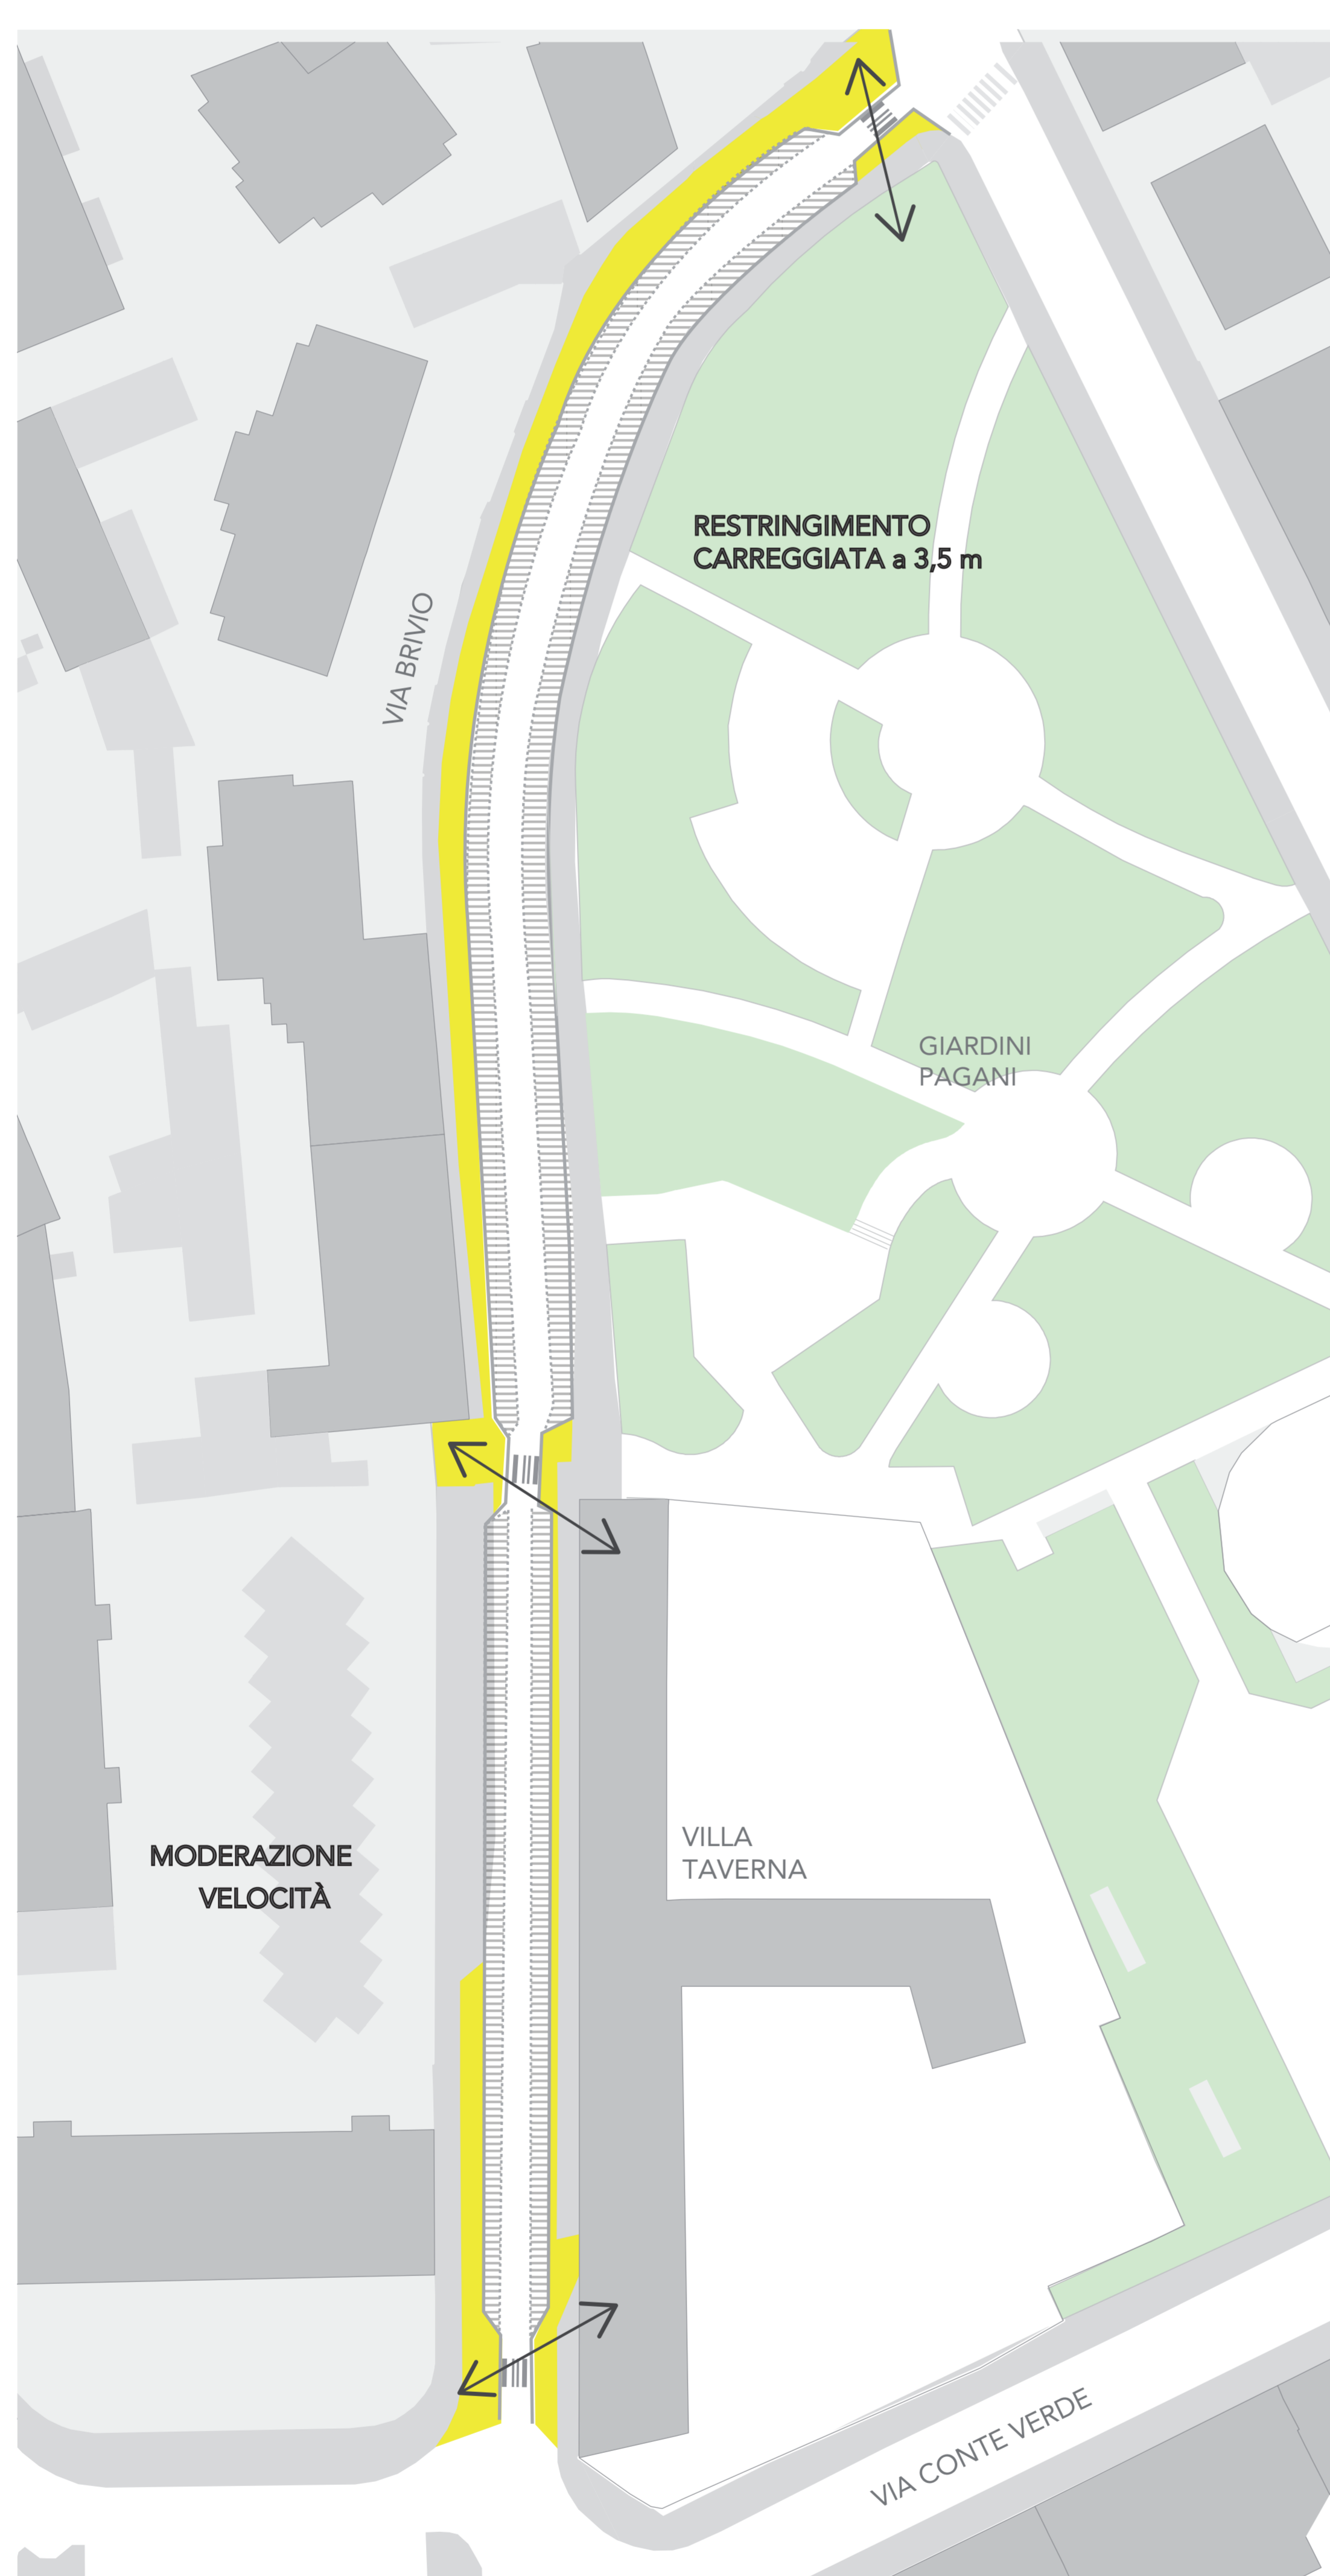 RESTRINGIMENTO
CARREGGIATA a 3,5 m
VIA BRIVIO
GIARDINI
PAGANI
VILLA
TAVERNA
MODERAZIONE
VELOCITÀ
VIA CONTE VERDE